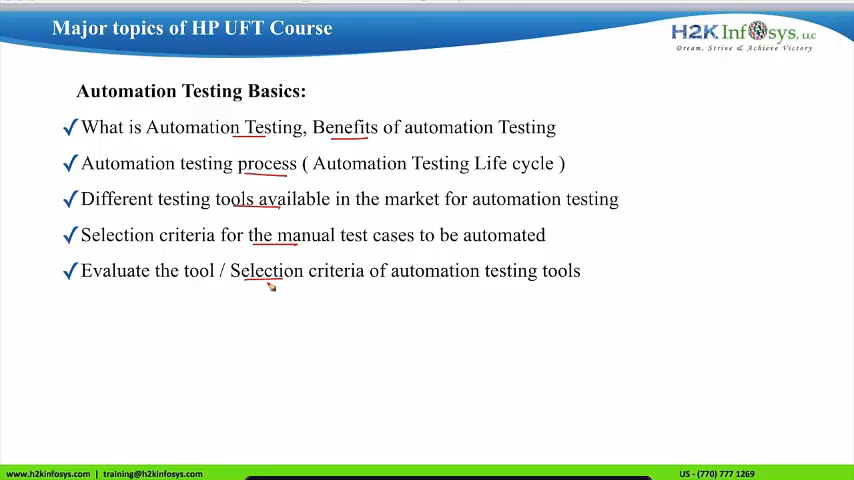 Major topics of HP UFT Course
H2K Infosys, LLC
Dream, Strive & Achieve Victory
Automation Testing Basics:
✓What is Automation Testing, Benefits of automation Testing
✓Automation testing process ( Automation Testing Life cycle )
✓Different testing tools available in the market for automation testing
✓Selection criteria for the manual test cases to be automated
✓Evaluate the tool / Selection criteria of automation testing tools
www.h2kinfosys.com | training@h2kinfosys.com US - (770) 777 1269